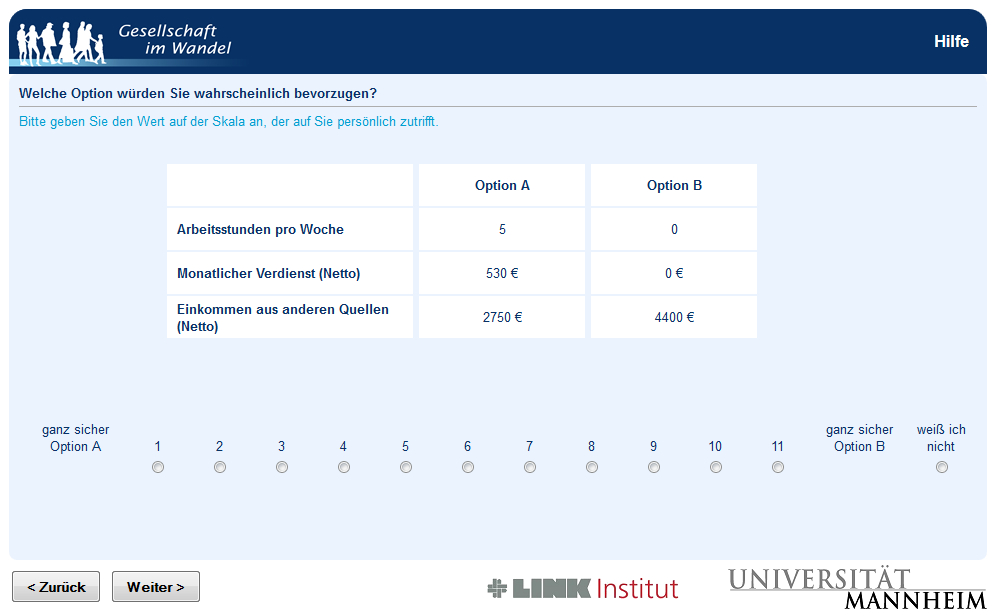 Gesellschaft
im Wandel
Hilfe
Welche Option würden Sie wahrscheinlich bevorzugen?
Bitte geben Sie den Wert auf der Skala an, der auf Sie persönlich zutrifft.
Option A Option B
Arbeitsstunden pro Woche 5 0
Monatlicher Verdienst (Netto) 530 € 0 €
Einkommen aus anderen Quellen
(Netto) 2750 € 4400 €
ganz sicher ganz sicher weiß ich
Option A 1 2 3 4 5 6 7 8 9 10 11 Option B nicht
< Zurück Weiter >
LINK Institut
UNIVERSITÄT
MANNHEIM